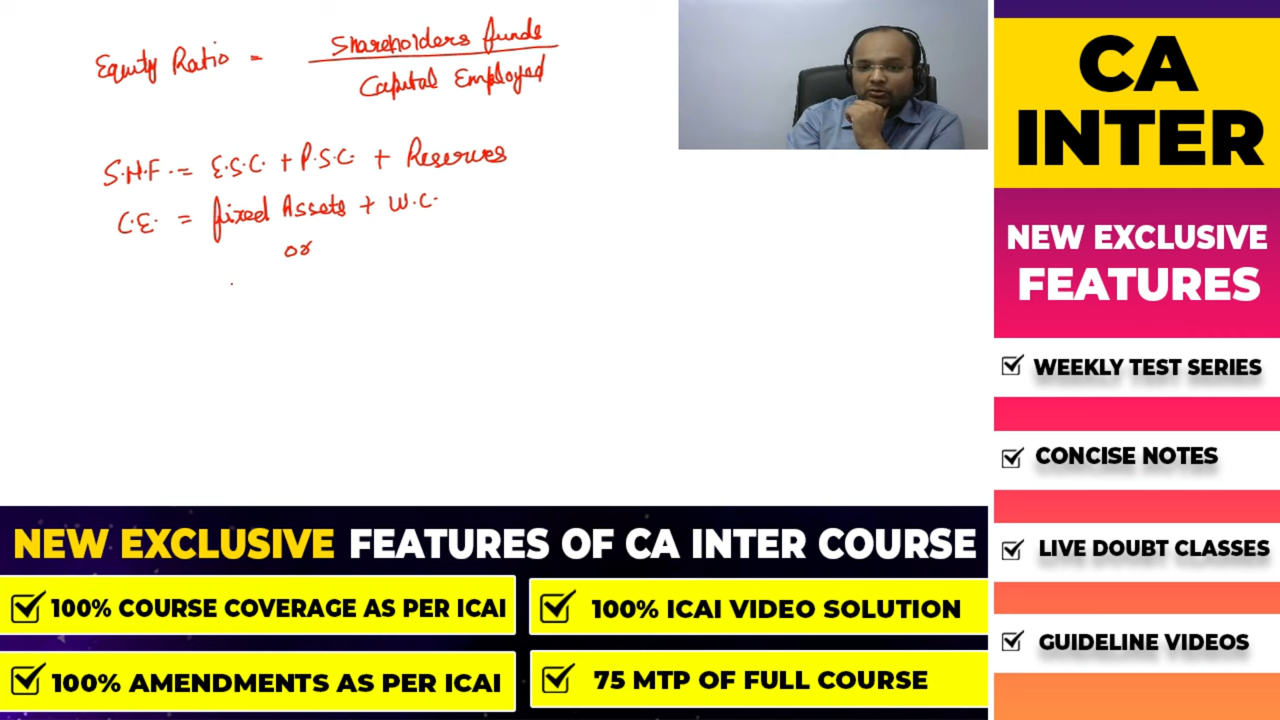 Equity Ratio = Shareholders funds
Capital Employed
S.H.F. = E.S.C. + P.S.C. + Reserves
C.E. = fixed Assets + W.C.
or
CA
INTER
NEW EXCLUSIVE
FEATURES
WEEKLY TEST SERIES
CONCISE NOTES
LIVE DOUBT CLASSES
GUIDELINE VIDEOS
NEW EXCLUSIVE FEATURES OF CA INTER COURSE
100% COURSE COVERAGE AS PER ICAI
100% ICAI VIDEO SOLUTION
100% AMENDMENTS AS PER ICAI
75 MTP OF FULL COURSE